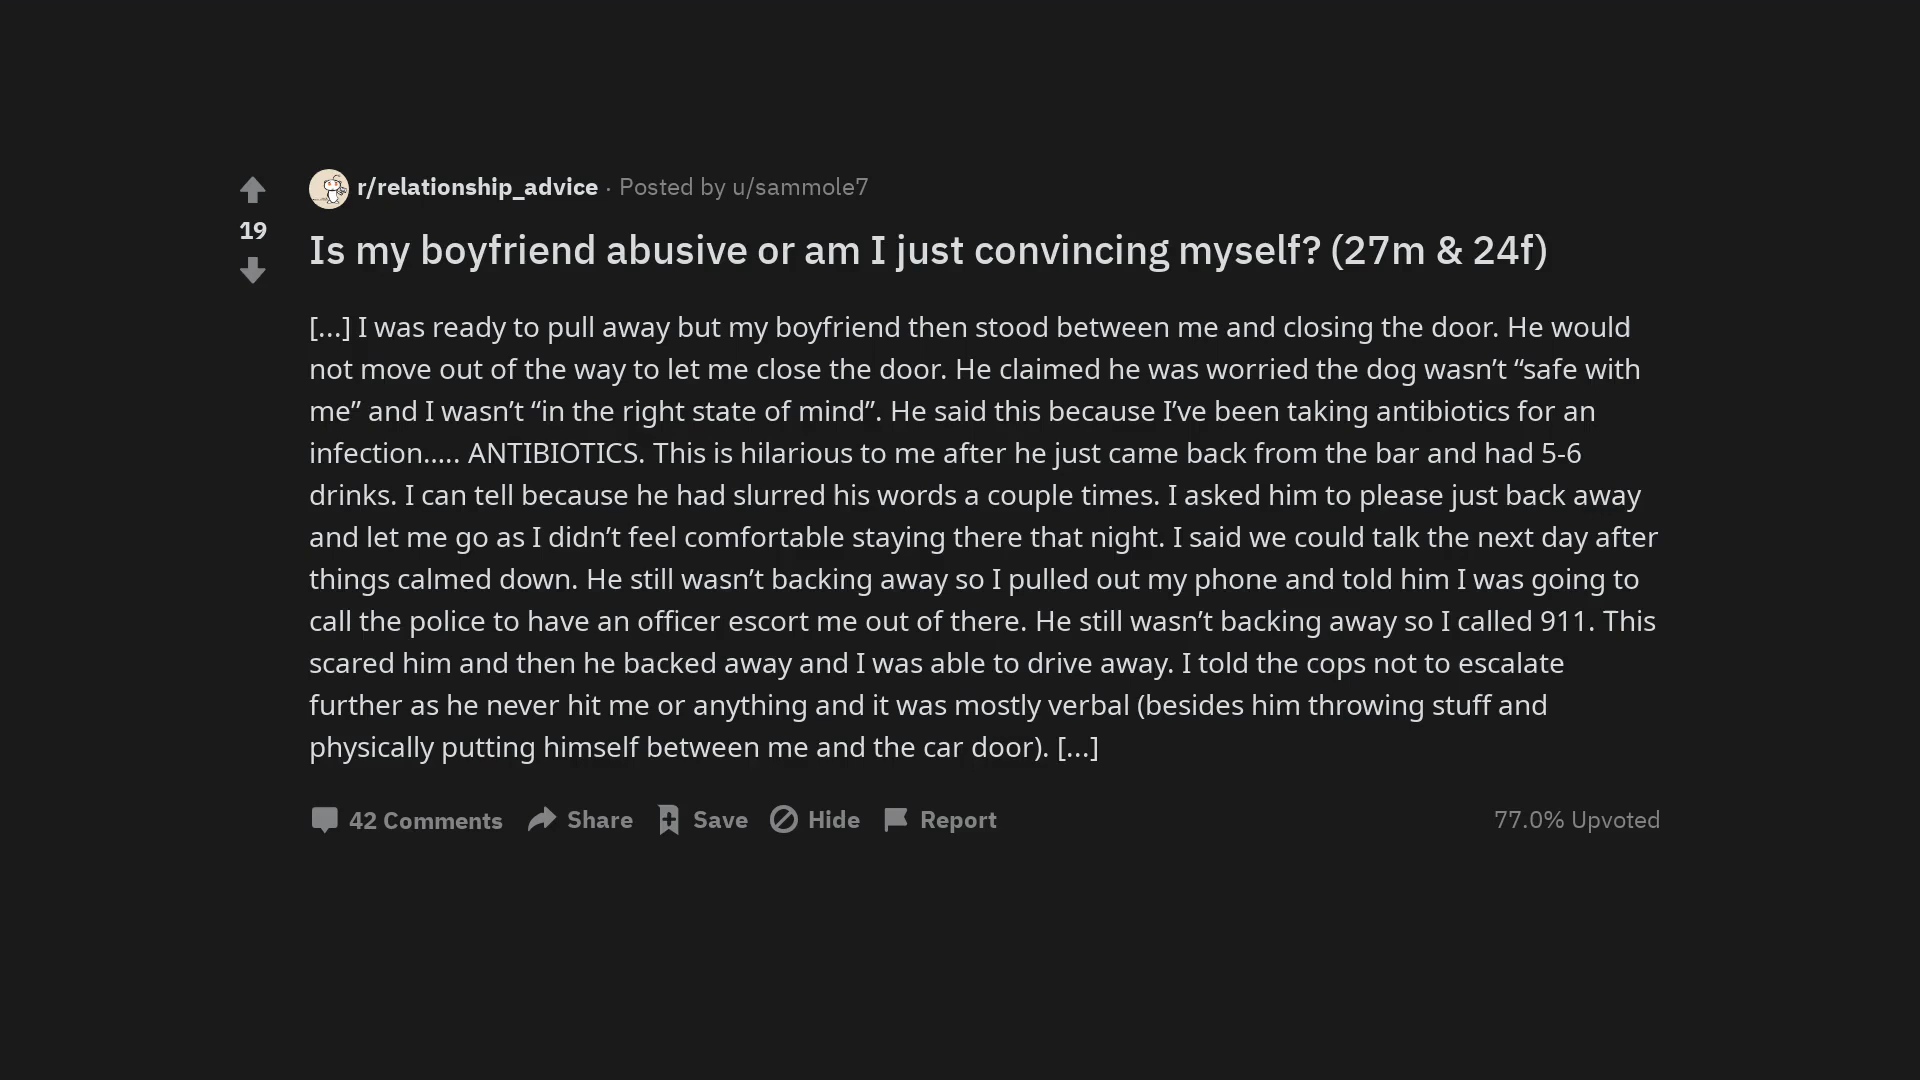 r/relationship_advice · Posted by u/sammole7
19
Is my boyfriend abusive or am I just convincing myself? (27m & 24f)
[...] I was ready to pull away but my boyfriend then stood between me and closing the door. He would
not move out of the way to let me close the door. He claimed he was worried the dog wasn’t “safe with
me” and I wasn’t “in the right state of mind”. He said this because I’ve been taking antibiotics for an
infection..... ANTIBIOTICS. This is hilarious to me after he just came back from the bar and had 5-6
drinks. I can tell because he had slurred his words a couple times. I asked him to please just back away
and let me go as I didn’t feel comfortable staying there that night. I said we could talk the next day after
things calmed down. He still wasn’t backing away so I pulled out my phone and told him I was going to
call the police to have an officer escort me out of there. He still wasn’t backing away so I called 911. This
scared him and then he backed away and I was able to drive away. I told the cops not to escalate
further as he never hit me or anything and it was mostly verbal (besides him throwing stuff and
physically putting himself between me and the car door). [...]
42 Comments Share Save Hide Report 77.0% Upvoted